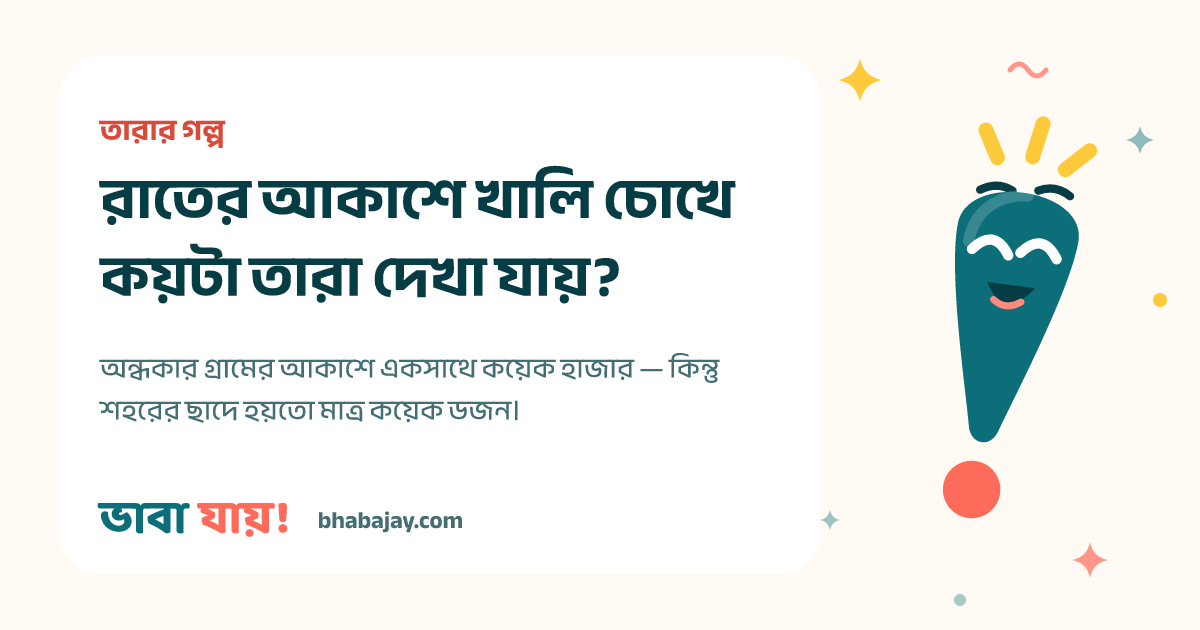 তারার গল্প
রাতের আকাশে খালি চোখে
কয়টা তারা দেখা যায়?
অন্ধকার গ্রামের আকাশে একসাথে কয়েক হাজার — কিন্তু
শহরের ছাদে হয়তো মাত্র কয়েক ডজন।
ভাবা যায়! bhabajay.com